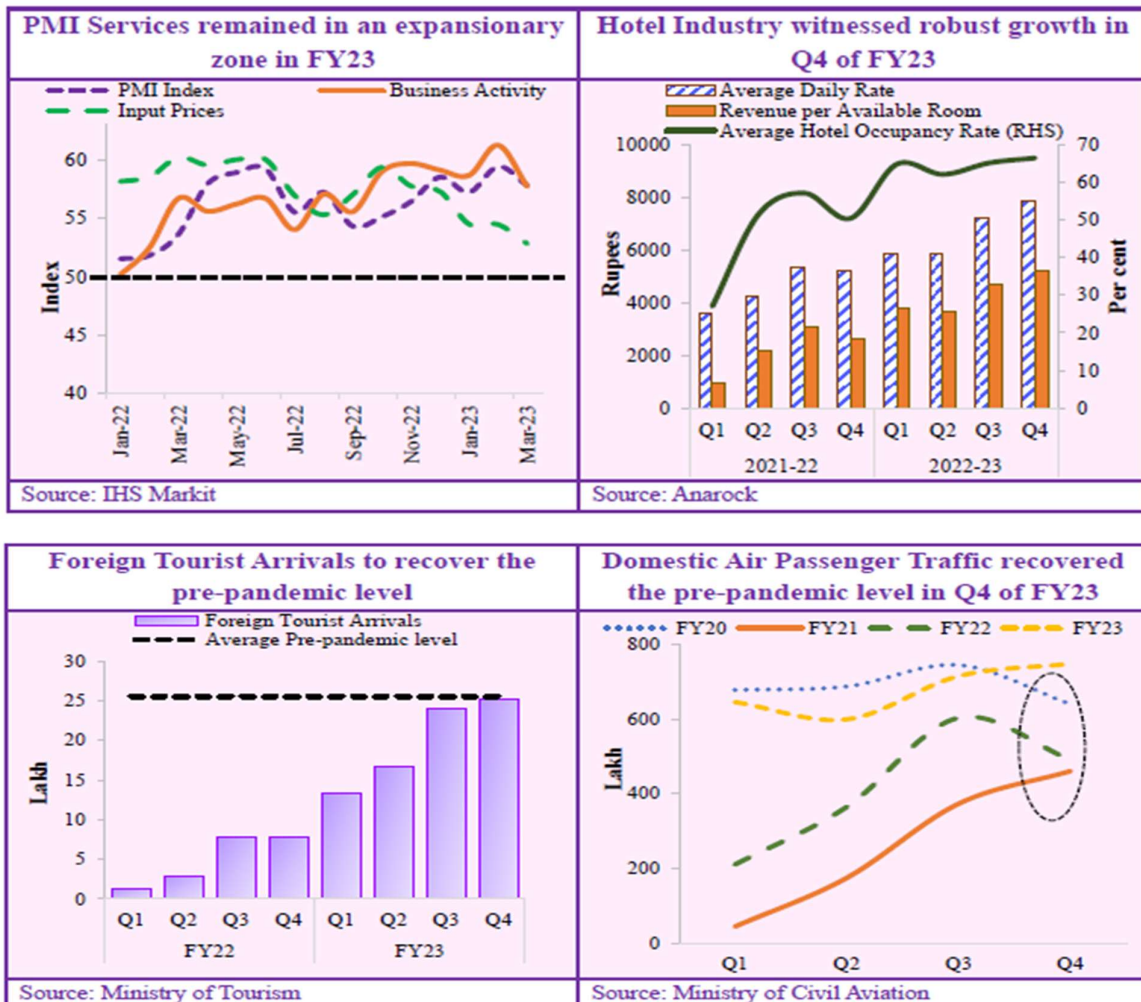 PMI Services remained in an expansionary
zone in FY23
PMI Index
Business Activity
Input Prices
60
55
50
45
40
Index
Jan-22
Mar-22
May-22
Jul-22
Sep-22
Nov-22
Jan-23
Mar-23
Source: IHS Markit
Hotel Industry witnessed robust growth in
Q4 of FY23
Average Daily Rate
Revenue per Available Room
Average Hotel Occupancy Rate (RHS)
10000
8000
6000
4000
2000
0
Rupees
70
60
50
40
30
20
10
0
Per cent
Q1 Q2 Q3 Q4 Q1 Q2 Q3 Q4
2021-22 2022-23
Source: Anarock
Foreign Tourist Arrivals to recover the
pre-pandemic level
Foreign Tourist Arrivals
Average Pre-pandemic level
30
25
20
15
10
5
0
Lakh
Q1 Q2 Q3 Q4 Q1 Q2 Q3 Q4
FY22 FY23
Source: Ministry of Tourism
Domestic Air Passenger Traffic recovered
the pre-pandemic level in Q4 of FY23
FY20 FY21 FY22 FY23
800
600
400
200
0
Lakh
Q1 Q2 Q3 Q4
Source: Ministry of Civil Aviation